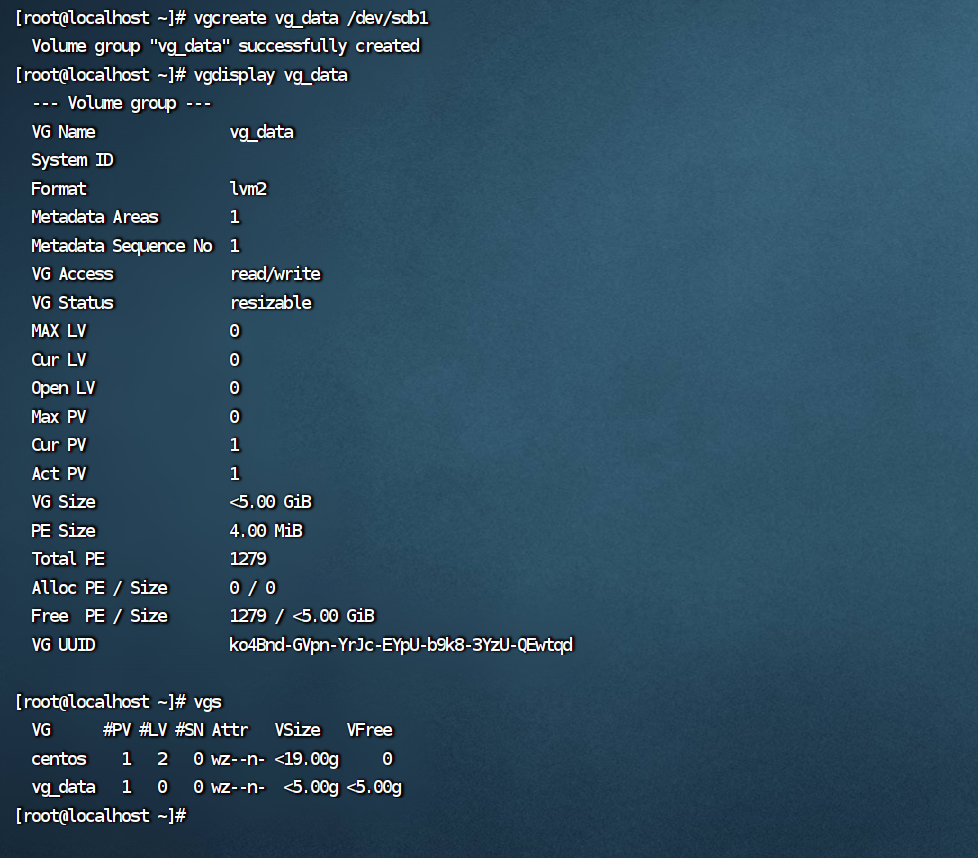 [root@localhost ~]# vgcreate vg_data /dev/sdb1
  Volume group "vg_data" successfully created
[root@localhost ~]# vgdisplay vg_data
  --- Volume group ---
  VG Name               vg_data
  System ID
  Format                lvm2
  Metadata Areas        1
  Metadata Sequence No  1
  VG Access             read/write
  VG Status             resizable
  MAX LV                0
  Cur LV                0
  Open LV               0
  Max PV                0
  Cur PV                1
  Act PV                1
  VG Size               <5.00 GiB
  PE Size               4.00 MiB
  Total PE              1279
  Alloc PE / Size       0 / 0
  Free  PE / Size       1279 / <5.00 GiB
  VG UUID               ko4Bnd-GVpn-YrJc-EYpU-b9k8-3YzU-QEwtqd

[root@localhost ~]# vgs
  VG      #PV #LV #SN Attr   VSize   VFree
  centos    1   2   0 wz--n- <19.00g     0
  vg_data   1   0   0 wz--n-  <5.00g <5.00g
[root@localhost ~]#